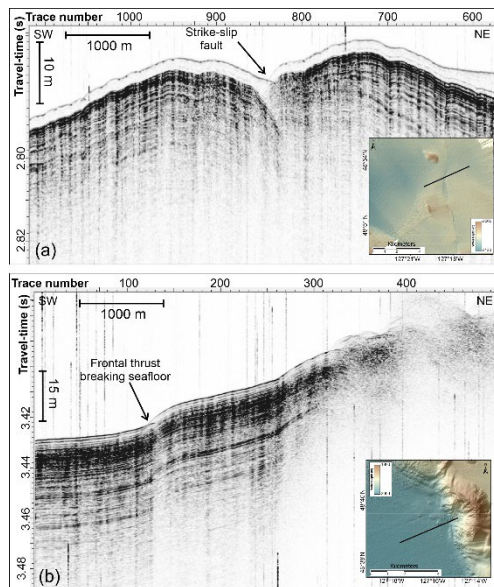 Trace number 1000 900 800 700 600
SW
1000 m
Strike-slip
fault
NE
Travel-time (s)
10 m
2.80
2.82
Kilometers
(a)
Trace number 100 200 300 400
SW
1000 m
NE
Travel-time (s)
15 m
Frontal thrust
breaking seafloor
3.42
3.44
3.46
3.48
Kilometers
(b)